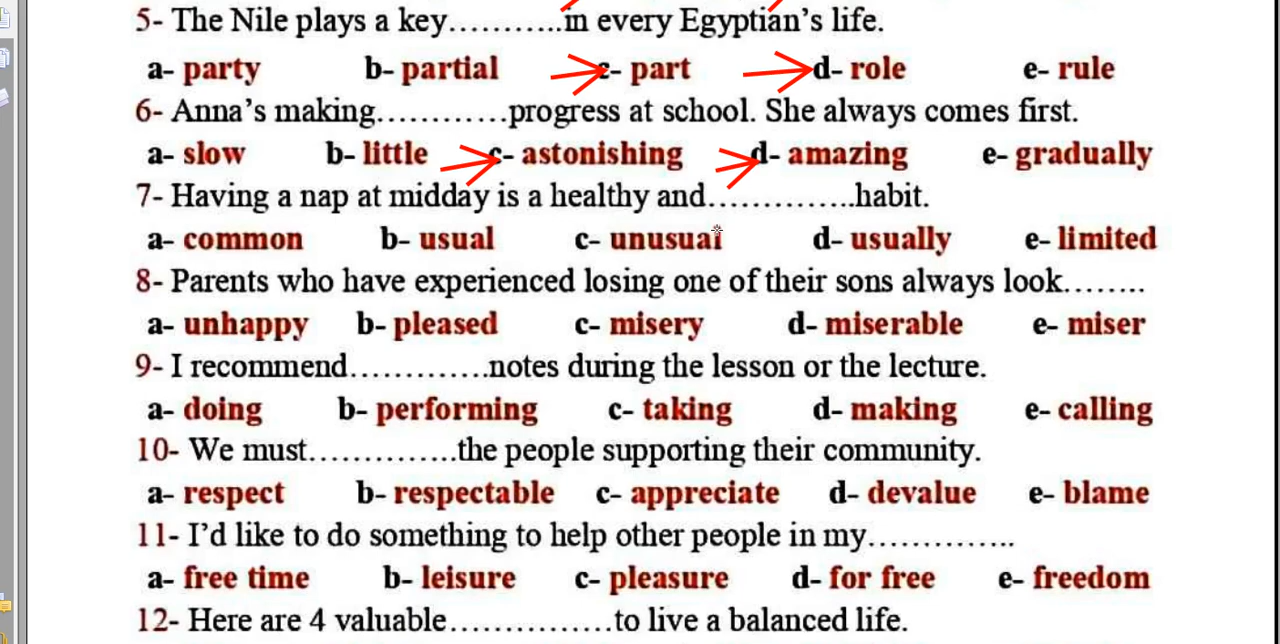 5- The Nile plays a key...........in every Egyptian's life.
a- party b- partial c- part d- role e- rule
6- Anna's making............progress at school. She always comes first.
a- slow b- little c- astonishing d- amazing e- gradually
7- Having a nap at midday is a healthy and..............habit.
a- common b- usual c- unusual d- usually e- limited
8- Parents who have experienced losing one of their sons always look........
a- unhappy b- pleased c- misery d- miserable e- miser
9- I recommend.............notes during the lesson or the lecture.
a- doing b- performing c- taking d- making e- calling
10- We must..............the people supporting their community.
a- respect b- respectable c- appreciate d- devalue e- blame
11- I'd like to do something to help other people in my..............
a- free time b- leisure c- pleasure d- for free e- freedom
12- Here are 4 valuable...............to live a balanced life.